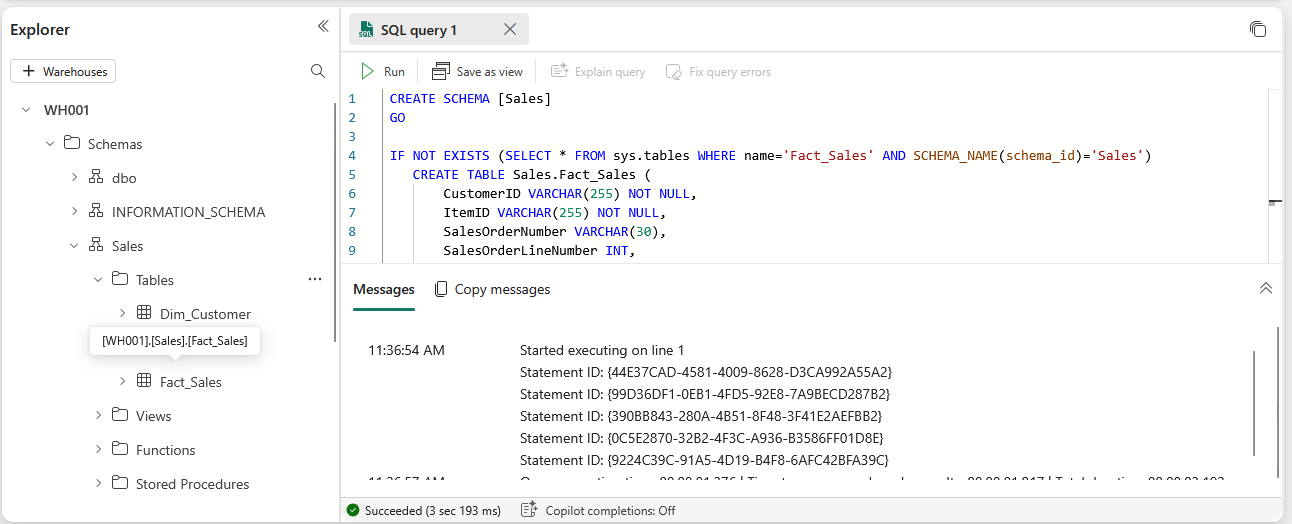 Explorer
+ Warehouses
WH001
Schemas
dbo
INFORMATION_SCHEMA
Sales
Tables
Dim_Customer
[WH001].[Sales].[Fact_Sales]
Fact_Sales
Views
Functions
Stored Procedures
SQL
SQL query 1
Run
Save as view
Explain query
Fix query errors
1 CREATE SCHEMA [Sales]
2 GO
3
4 IF NOT EXISTS (SELECT * FROM sys.tables WHERE name='Fact_Sales' AND SCHEMA_NAME(schema_id)='Sales')
5 CREATE TABLE Sales.Fact_Sales (
6 CustomerID VARCHAR(255) NOT NULL,
7 ItemID VARCHAR(255) NOT NULL,
8 SalesOrderNumber VARCHAR(30),
9 SalesOrderLineNumber INT,
Messages
Copy messages
11:36:54 AM Started executing on line 1
Statement ID: {44E37CAD-4581-4009-8628-D3CA992A55A2}
Statement ID: {99D36DF1-0EB1-4FD5-92E8-7A9BECD287B2}
Statement ID: {390BB843-280A-4B51-8F48-3F41E2AEFBB2}
Statement ID: {0C5E2870-32B2-4F3C-A936-B3586FF01D8E}
Statement ID: {9224C39C-91A5-4D19-B4F8-6AFC42BFA39C}
Succeeded (3 sec 193 ms)
Copilot completions: Off